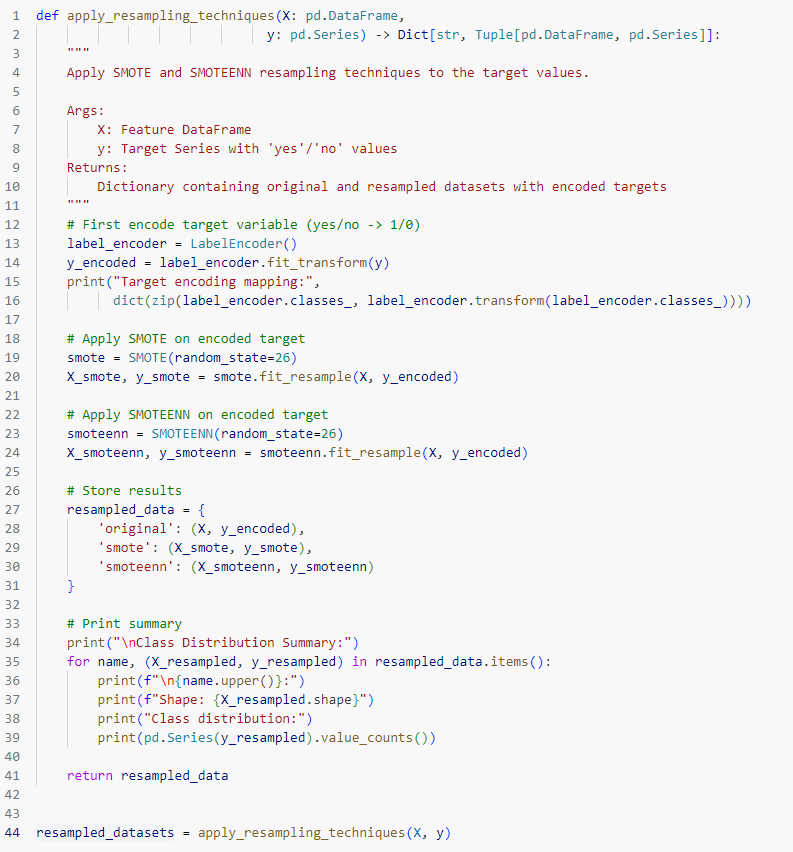 1 def apply_resampling_techniques(X: pd.DataFrame,
2                               y: pd.Series) -> Dict[str, Tuple[pd.DataFrame, pd.Series]]:
3     """
4     Apply SMOTE and SMOTEENN resampling techniques to the target values.
5
6     Args:
7         X: Feature DataFrame
8         y: Target Series with 'yes'/'no' values
9     Returns:
10         Dictionary containing original and resampled datasets with encoded targets
11     """
12     # First encode target variable (yes/no -> 1/0)
13     label_encoder = LabelEncoder()
14     y_encoded = label_encoder.fit_transform(y)
15     print("Target encoding mapping:",
16           dict(zip(label_encoder.classes_, label_encoder.transform(label_encoder.classes_))))
17
18     # Apply SMOTE on encoded target
19     smote = SMOTE(random_state=26)
20     X_smote, y_smote = smote.fit_resample(X, y_encoded)
21
22     # Apply SMOTEENN on encoded target
23     smoteenn = SMOTEENN(random_state=26)
24     X_smoteenn, y_smoteenn = smoteenn.fit_resample(X, y_encoded)
25
26     # Store results
27     resampled_data = {
28         'original': (X, y_encoded),
29         'smote': (X_smote, y_smote),
30         'smoteenn': (X_smoteenn, y_smoteenn)
31     }
32
33     # Print summary
34     print("\nClass Distribution Summary:")
35     for name, (X_resampled, y_resampled) in resampled_data.items():
36         print(f"\n{name.upper()}:")
37         print(f"Shape: {X_resampled.shape}")
38         print("Class distribution:")
39         print(pd.Series(y_resampled).value_counts())
40
41     return resampled_data
42
43
44 resampled_datasets = apply_resampling_techniques(X, y)